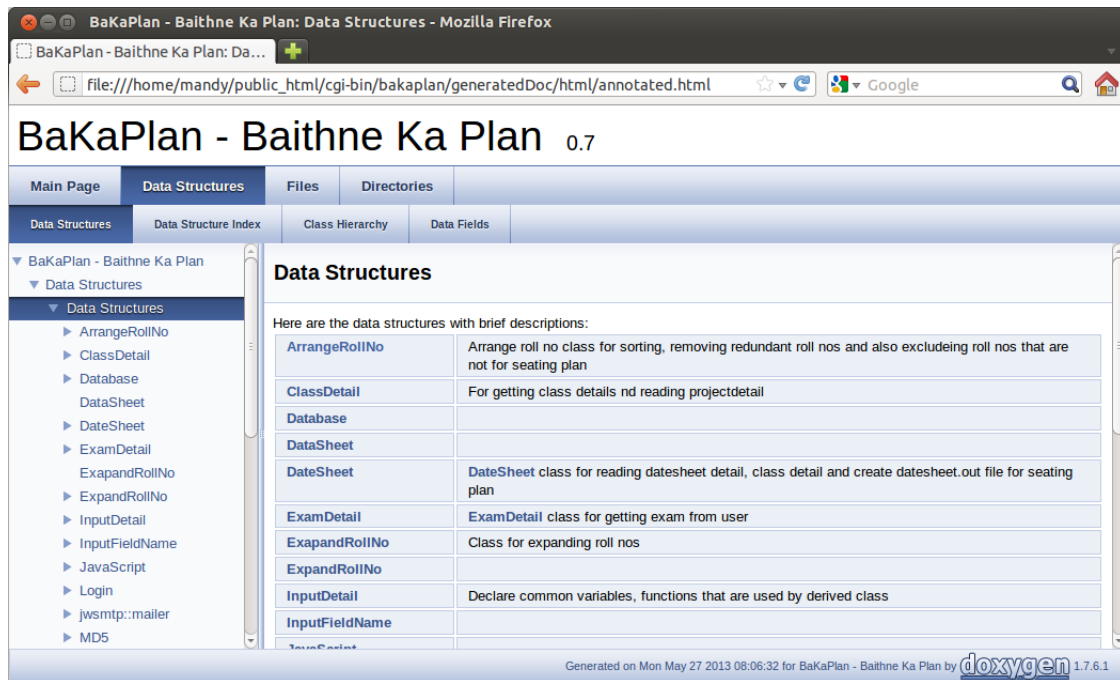 BaKaPlan - Baithne Ka Plan: Data Structures - Mozilla Firefox
BaKaPlan - Baithne Ka Plan: Da...
file:///home/mandy/public_html/cgi-bin/bakaplan/generatedDoc/html/annotated.html
Google
BaKaPlan - Baithne Ka Plan 0.7
Main Page Data Structures Files Directories
Data Structures Data Structure Index Class Hierarchy Data Fields
BaKaPlan - Baithne Ka Plan
Data Structures
Data Structures
ArrangeRollNo
ClassDetail
Database
DataSheet
DateSheet
ExamDetail
ExapandRollNo
ExpandRollNo
InputDetail
InputFieldName
JavaScript
Login
jwsmtp::mailer
MD5
Data Structures
Here are the data structures with brief descriptions:
ArrangeRollNo Arrange roll no class for sorting, removing redundant roll nos and also excludeing roll nos that are
not for seating plan
ClassDetail For getting class details nd reading projectdetail
Database
DataSheet
DateSheet DateSheet class for reading datesheet detail, class detail and create datesheet.out file for seating
plan
ExamDetail ExamDetail class for getting exam from user
ExapandRollNo Class for expanding roll nos
ExpandRollNo
InputDetail Declare common variables, functions that are used by derived class
InputFieldName
JavaScript
Generated on Mon May 27 2013 08:06:32 for BaKaPlan - Baithne Ka Plan by doxygen 1.7.6.1